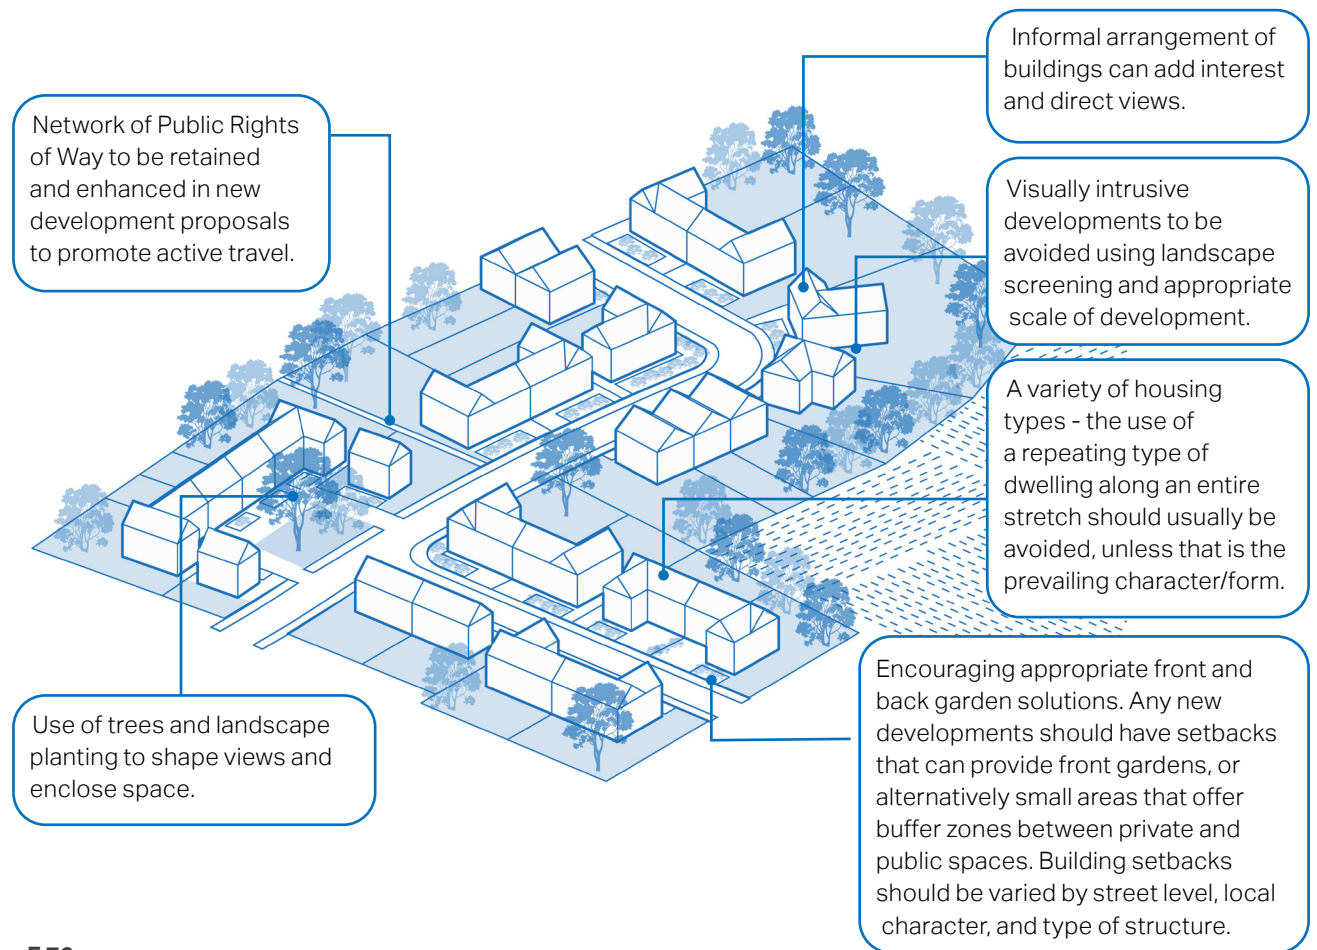 Informal arrangement of
buildings can add interest
and direct views.
Network of Public Rights
of Way to be retained
and enhanced in new
development proposals
to promote active travel.
Visually intrusive
developments to be
avoided using landscape
screening and appropriate
scale of development.
A variety of housing
types - the use of
a repeating type of
dwelling along an entire
stretch should usually be
avoided, unless that is the
prevailing character/form.
Use of trees and landscape
planting to shape views and
enclose space.
Encouraging appropriate front and
back garden solutions. Any new
developments should have setbacks
that can provide front gardens, or
alternatively small areas that offer
buffer zones between private and
public spaces. Building setbacks
should be varied by street level, local
character, and type of structure.